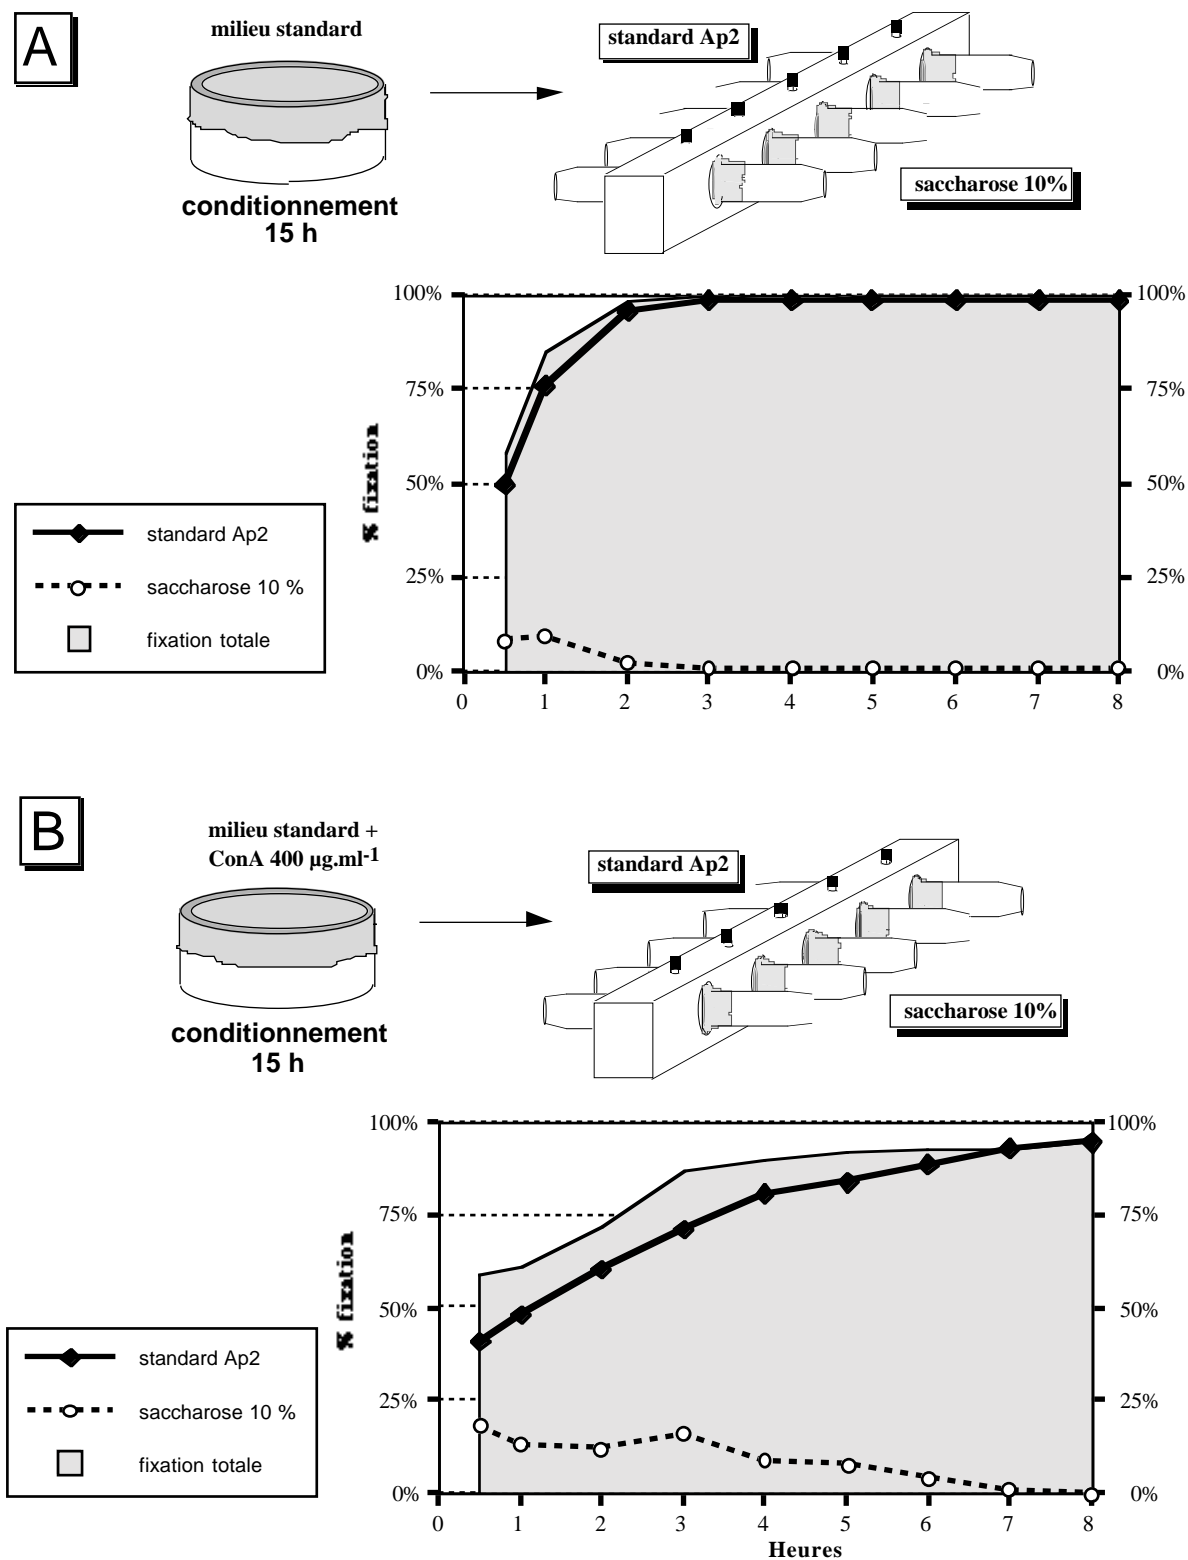 A
milieu standard
standard Ap2
saccharose 10%
conditionnement
15 h
100%
75%
50%
25%
0%
% fixation
100%
75%
50%
25%
0%
0 1 2 3 4 5 6 7 8
standard Ap2
saccharose 10 %
fixation totale
B
milieu standard +
ConA 400 µg.ml-1
standard Ap2
saccharose 10%
conditionnement
15 h
100%
75%
50%
25%
0%
% fixation
100%
75%
50%
25%
0%
0 1 2 3 4 5 6 7 8
Heures
standard Ap2
saccharose 10 %
fixation totale